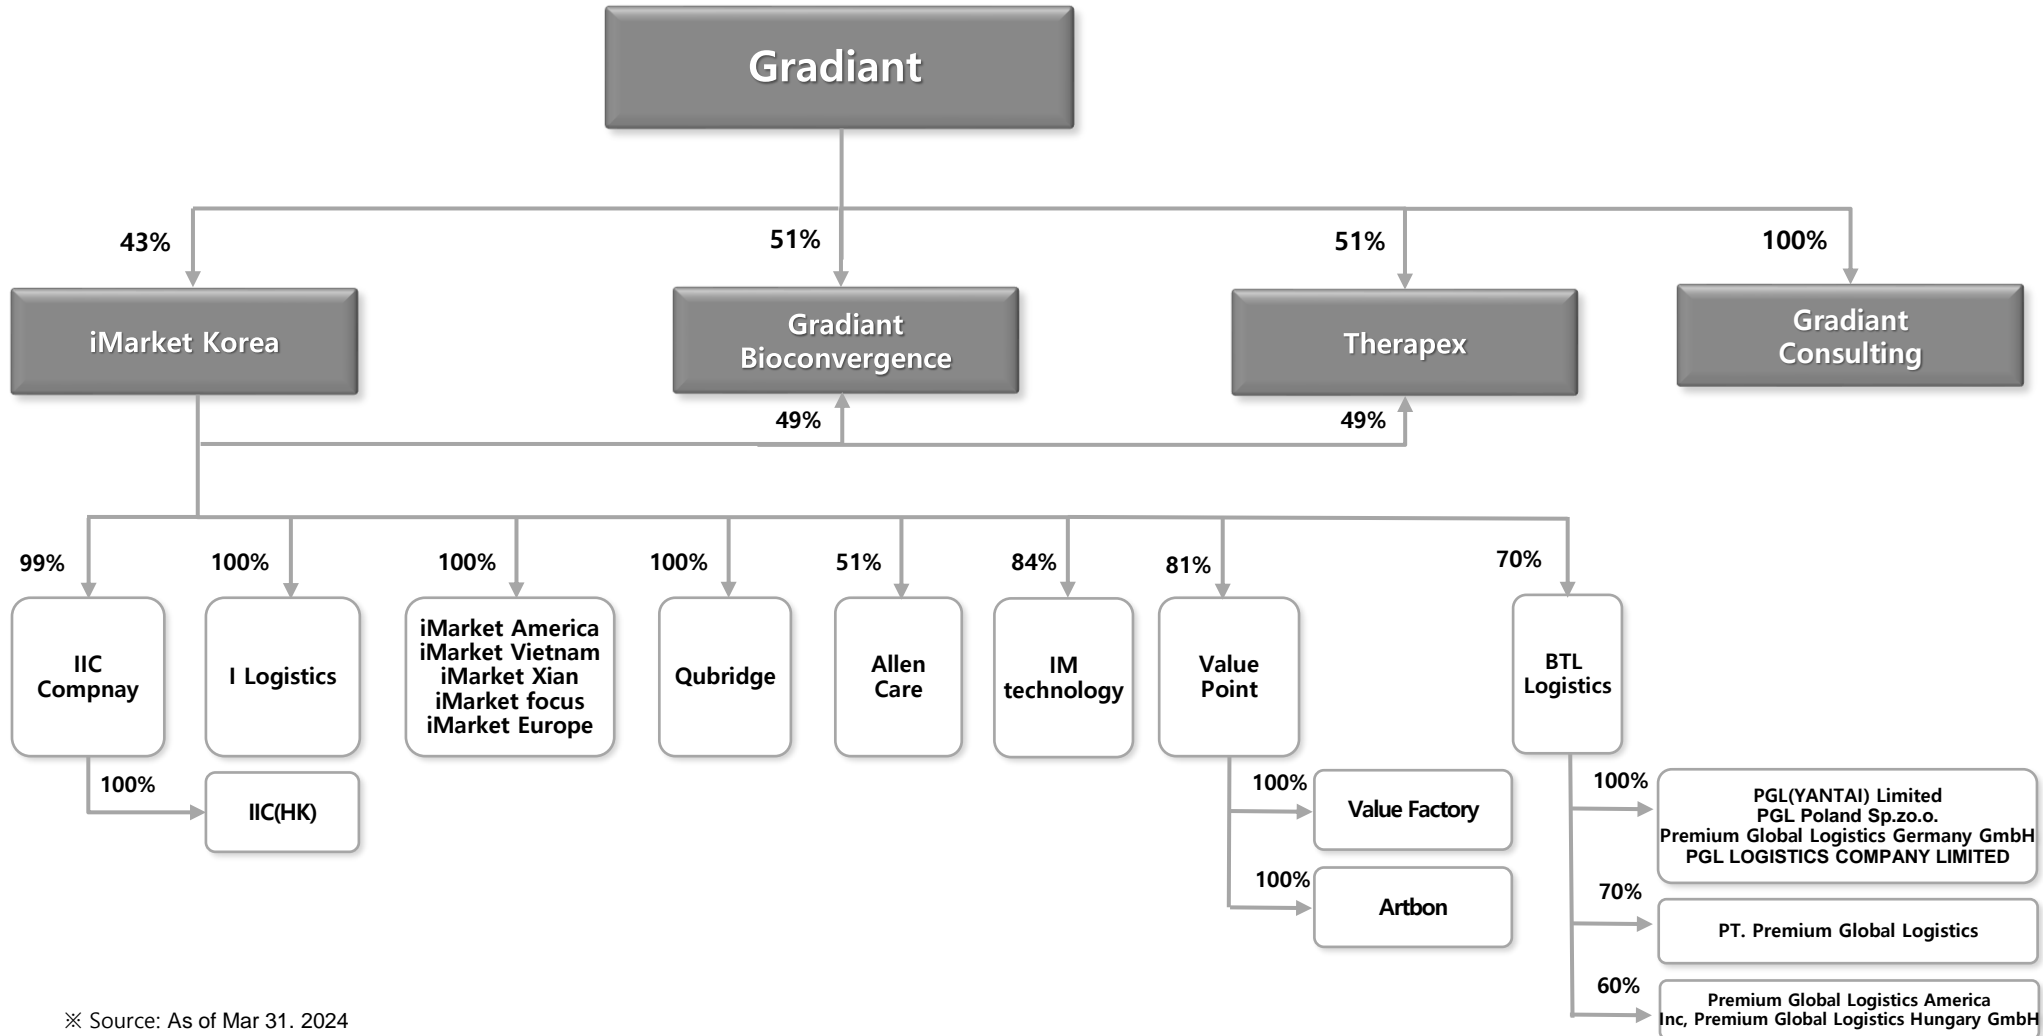 Gradiant
43%
51%
51%
100%
iMarket Korea
Gradiant
Bioconvergence
Therapex
Gradiant
Consulting
49%
49%
99%
100%
100%
100%
51%
84%
81%
70%
IIC
Compnay
I Logistics
iMarket America
iMarket Vietnam
iMarket Xian
iMarket focus
iMarket Europe
Qubridge
Allen
Care
IM
technology
Value
Point
BTL
Logistics
100%
IIC(HK)
100%
Value Factory
100%
Artbon
100%
PGL(YANTAI) Limited
PGL Poland Sp.zo.o.
Premium Global Logistics Germany GmbH
PGL LOGISTICS COMPANY LIMITED
70%
PT. Premium Global Logistics
60%
Premium Global Logistics America
Inc, Premium Global Logistics Hungary GmbH
※ Source: As of Mar 31. 2024